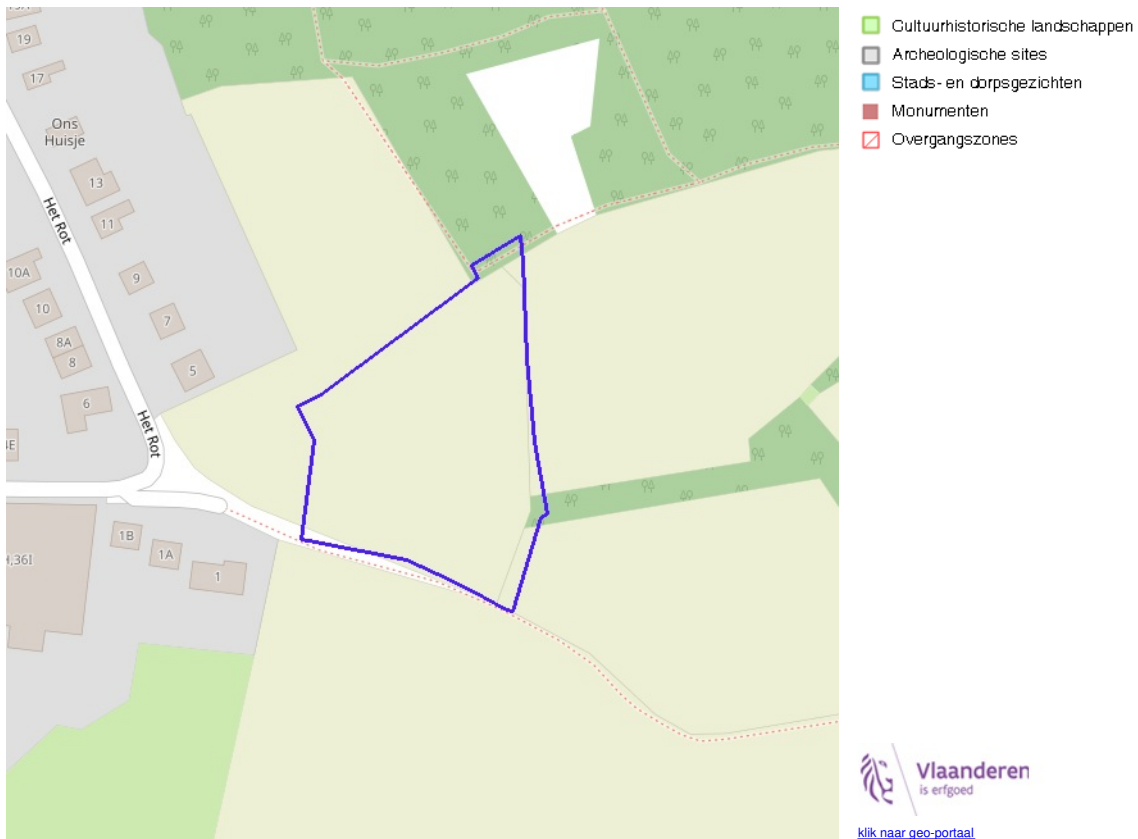 19
17
Ons
Huisje
13
11
Het Rot
10A
10
9
7
8A
8
5
6
Het Rot
1B
1A
1
Cultuurhistorische landschappen
Archeologische sites
Stads- en dorpsgezichten
Monumenten
Overgangszones
Vlaanderen
is erfgoed
klik naar geo-portaal